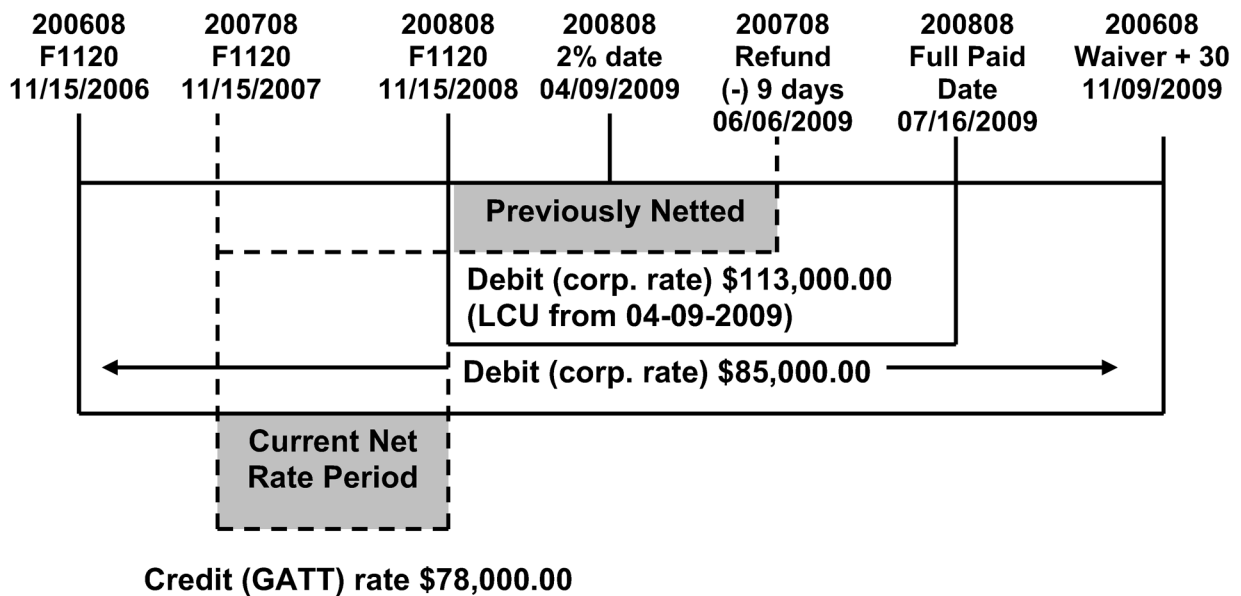 200608
F1120
11/15/2006
200708
F1120
11/15/2007
200808
F1120
11/15/2008
200808
2% date
04/09/2009
200708
Refund
(-) 9 days
06/06/2009
200808
Full Paid
Date
07/16/2009
200608
Waiver + 30
11/09/2009
Previously Netted
Debit (corp. rate) $113,000.00
(LCU from 04-09-2009)
Debit (corp. rate) $85,000.00
Current Net
Rate Period
Credit (GATT) rate $78,000.00